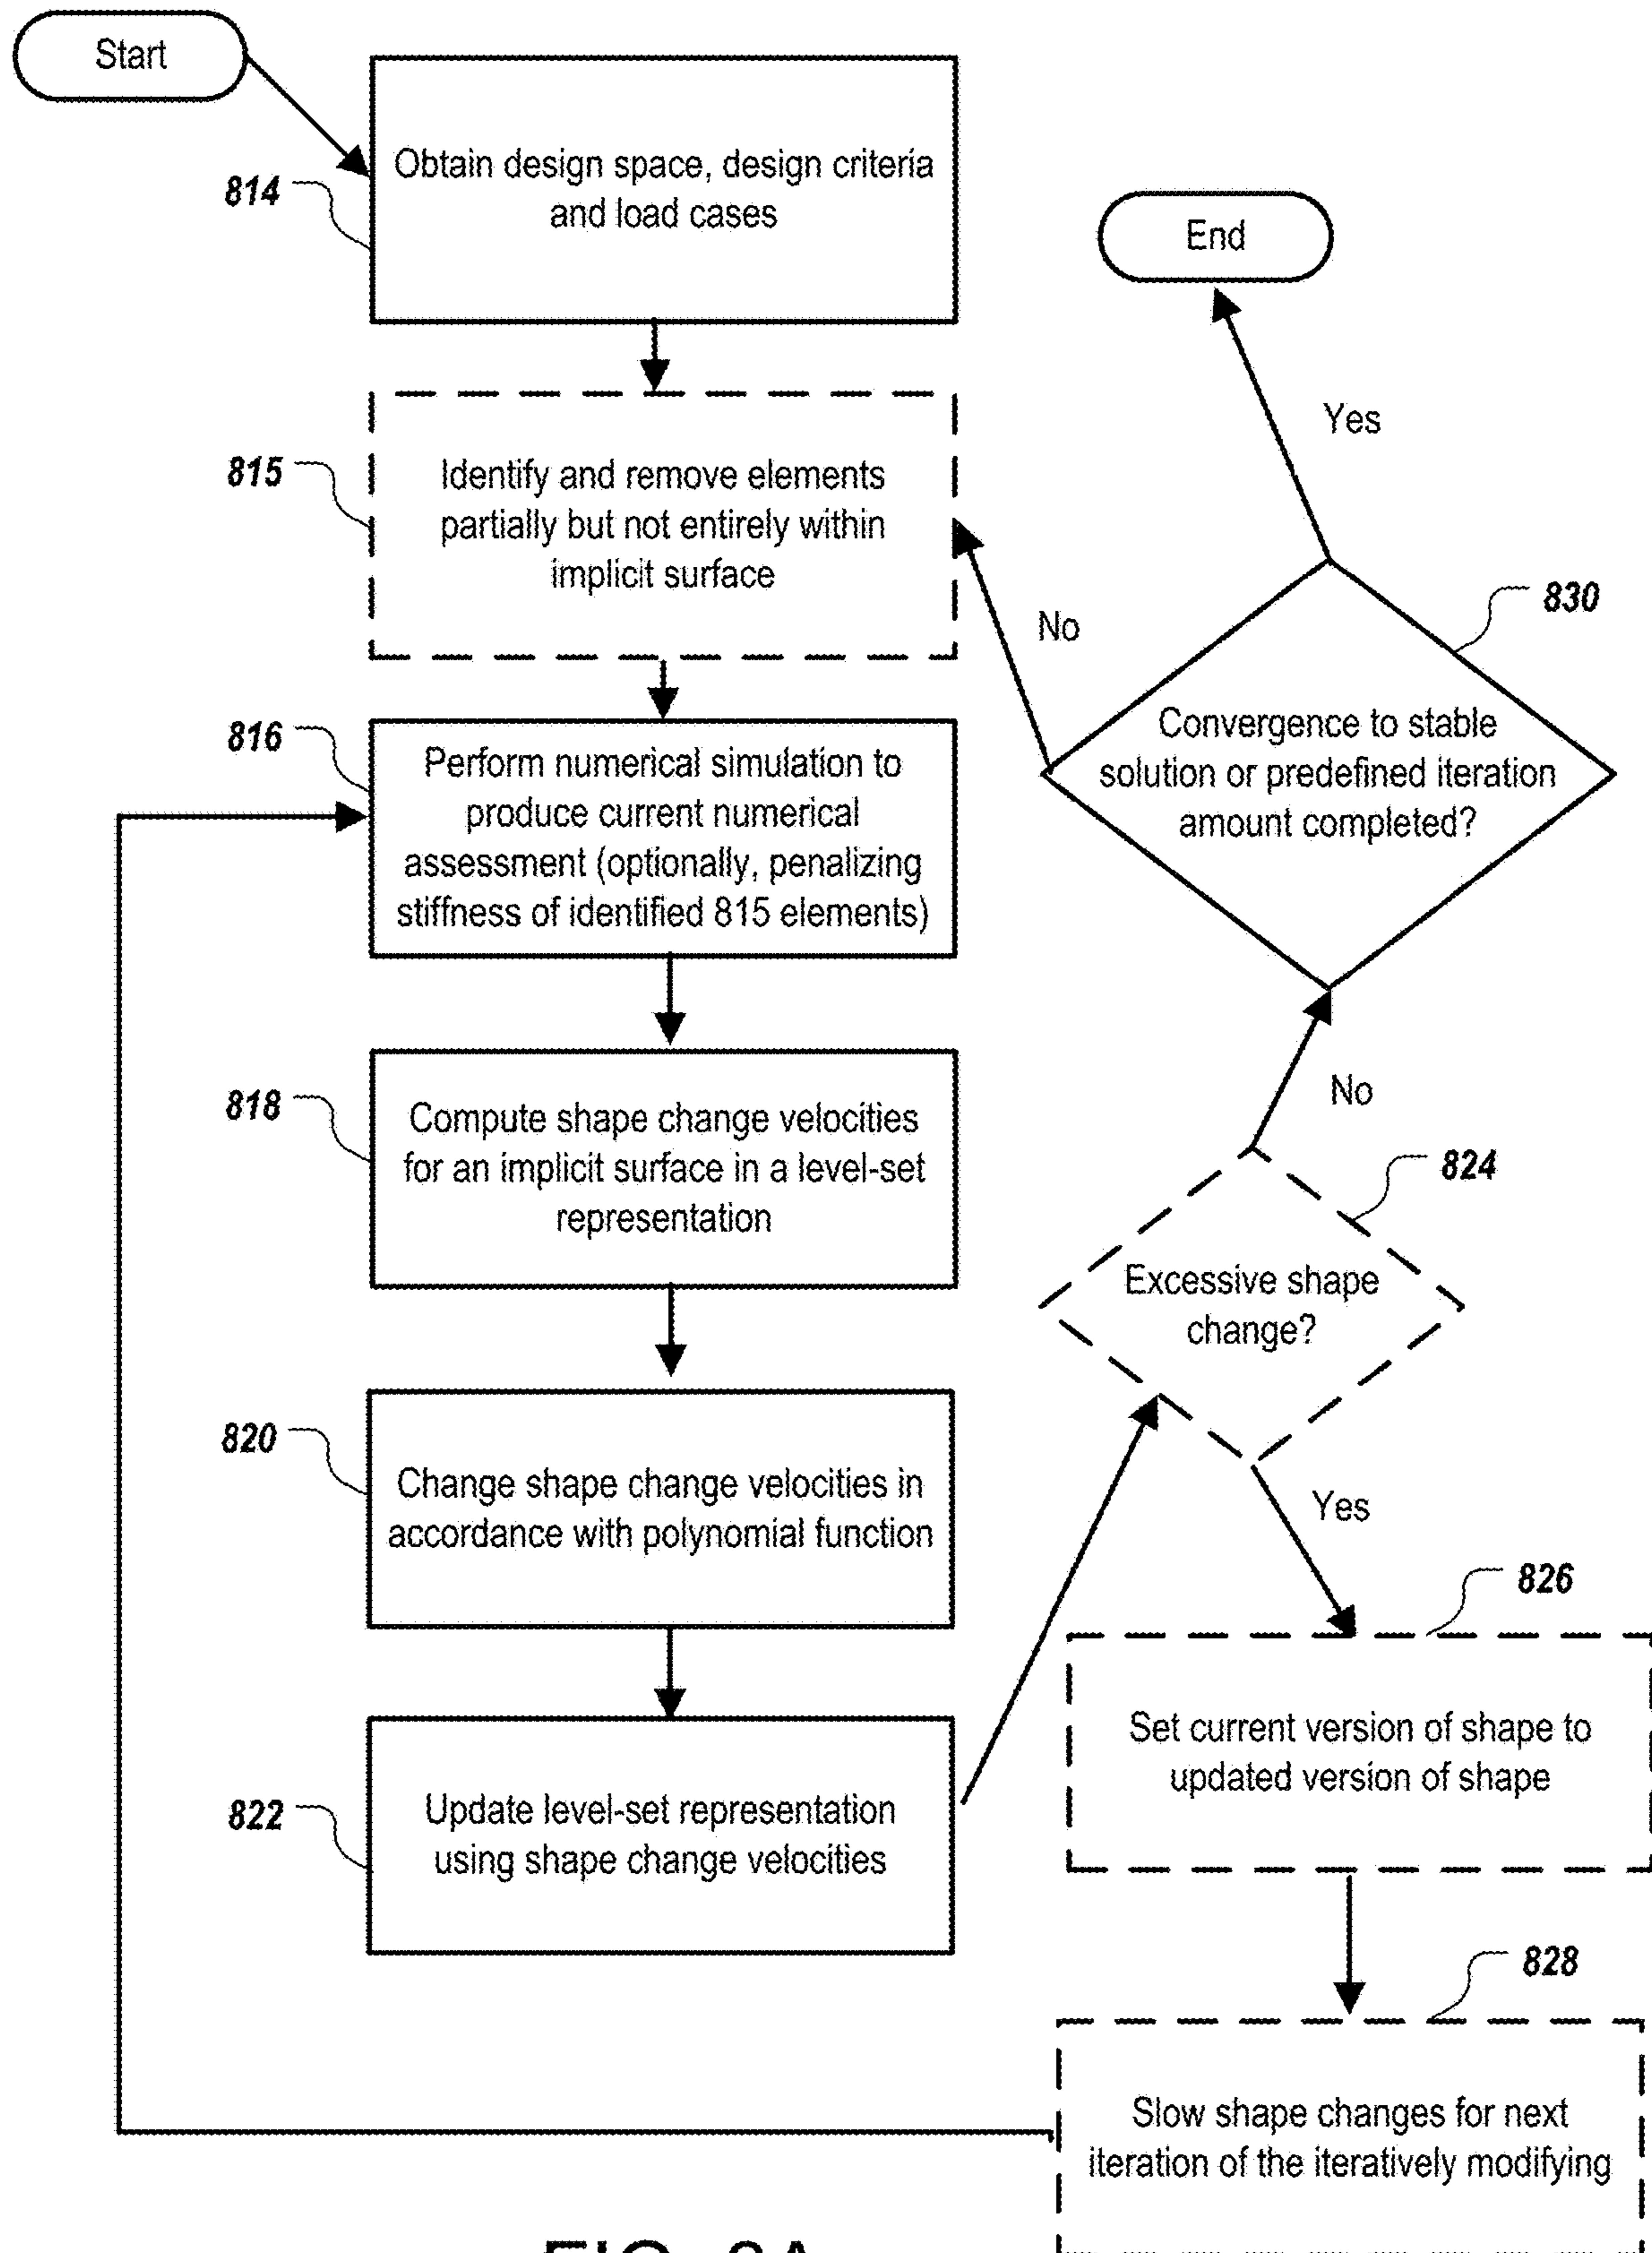 Start
Obtain design space, design criteria
and load cases
814
End
Yes
Identify and remove elements
partially but not entirely within
implicit surface
815
No
830
Convergence to stable
solution or predefined iteration
amount completed?
816
Perform numerical simulation to
produce current numerical
assessment (optionally, penalizing
stiffness of identified 815 elements)
No
818
Compute shape change velocities
for an implicit surface in a level-set
representation
824
Excessive shape
change?
820
Change shape change velocities in
accordance with polynomial function
Yes
826
Set current version of shape to
updated version of shape
822
Update level-set representation
using shape change velocities
828
Slow shape changes for next
iteration of the iteratively modifying